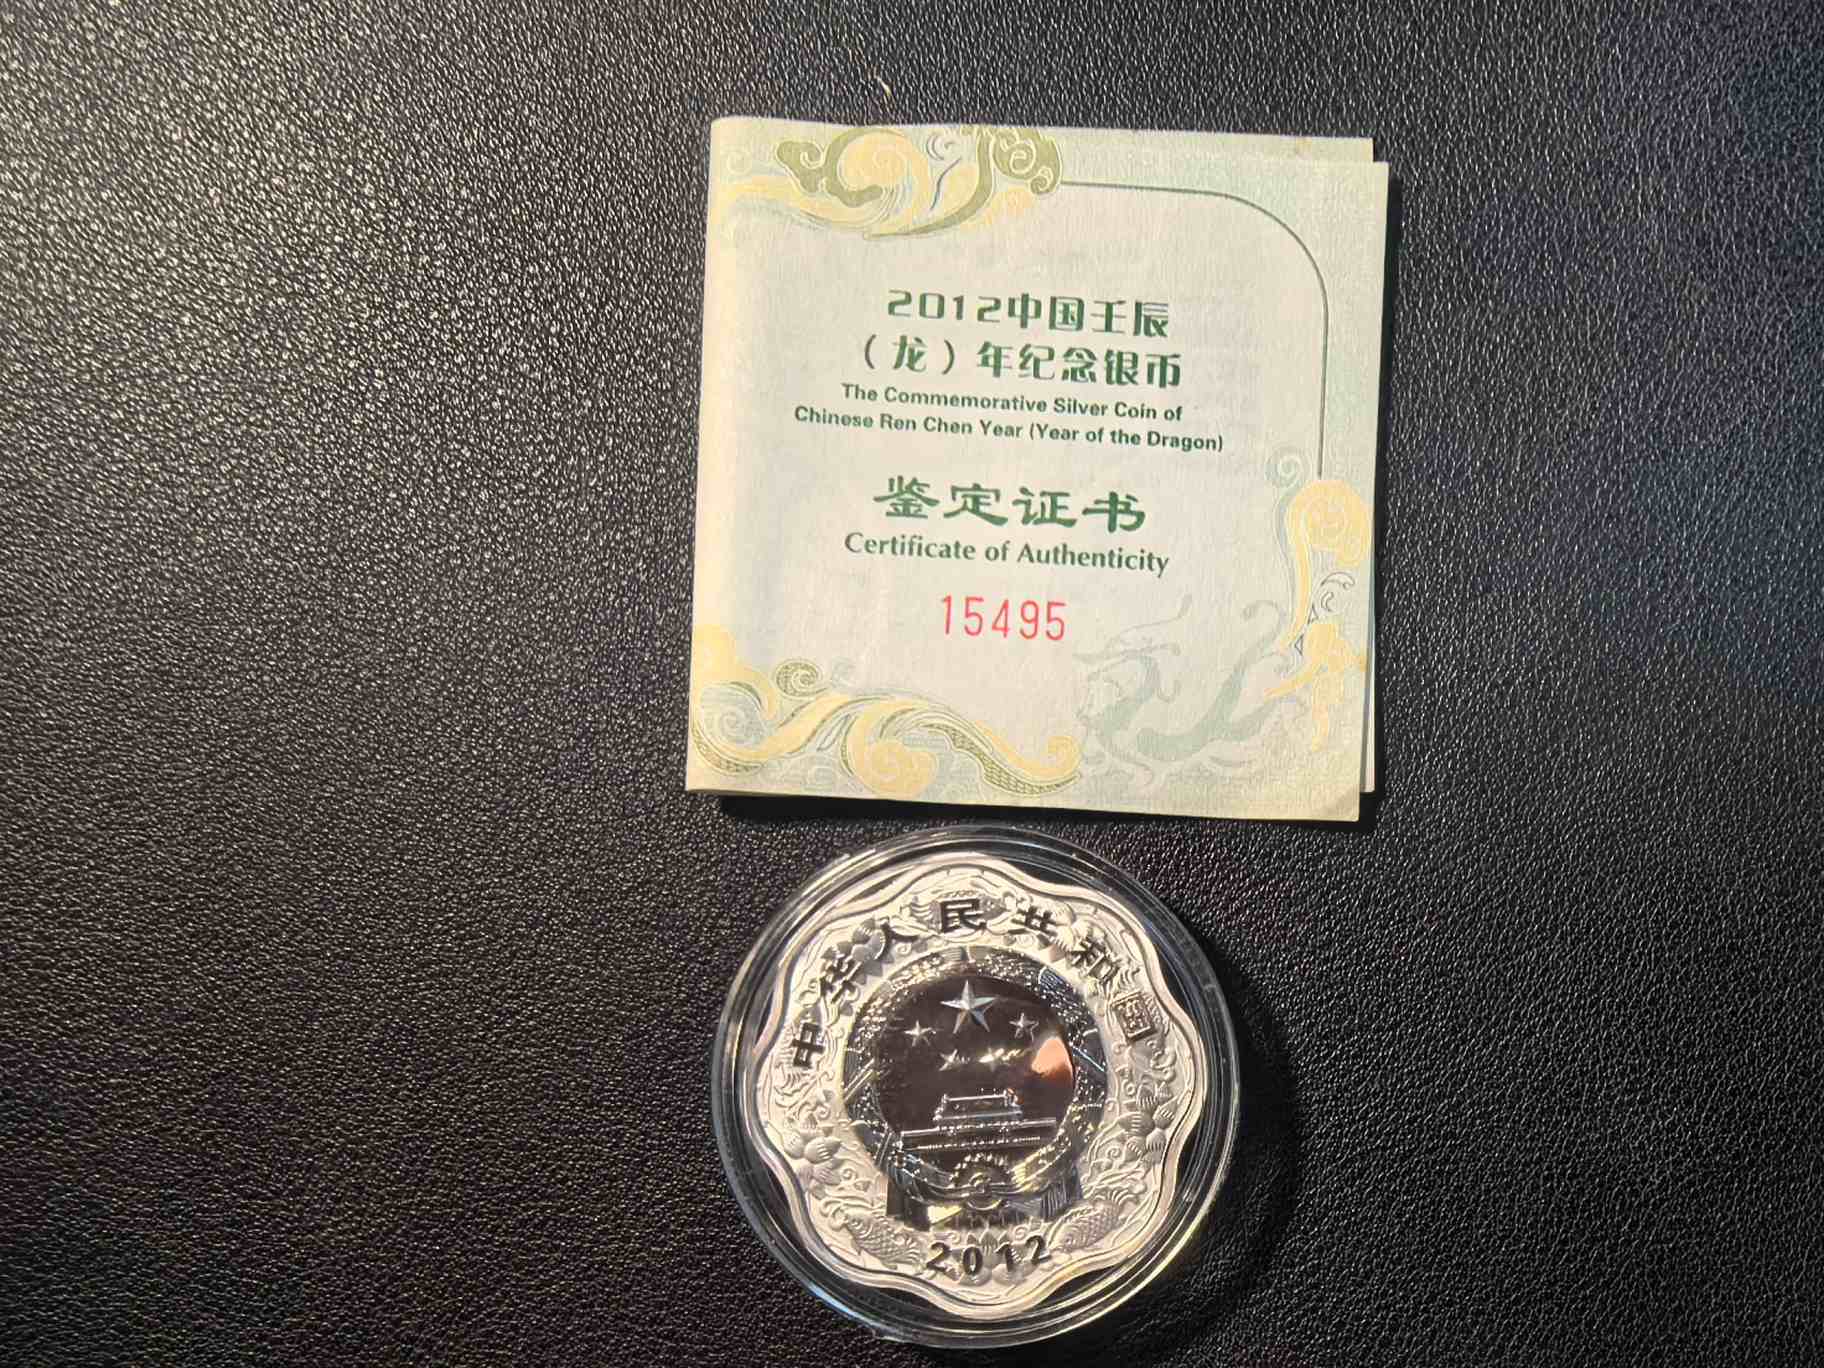 2012中国壬辰
（龙）年纪念银币
The Commemorative Silver Coin of
Chinese Ren Chen Year (Year of the Dragon)
鉴定证书
Certificate of Authenticity
15495
中华人民共和国
2012